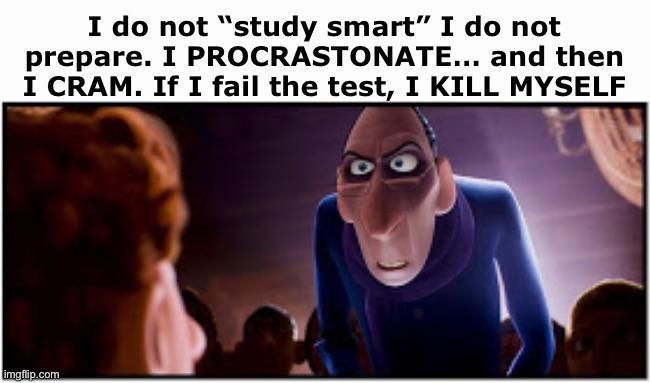 I do not “study smart” I do not
prepare. I PROCRASTONATE... and then
I CRAM. If I fail the test, I KILL MYSELF
imgflip.com